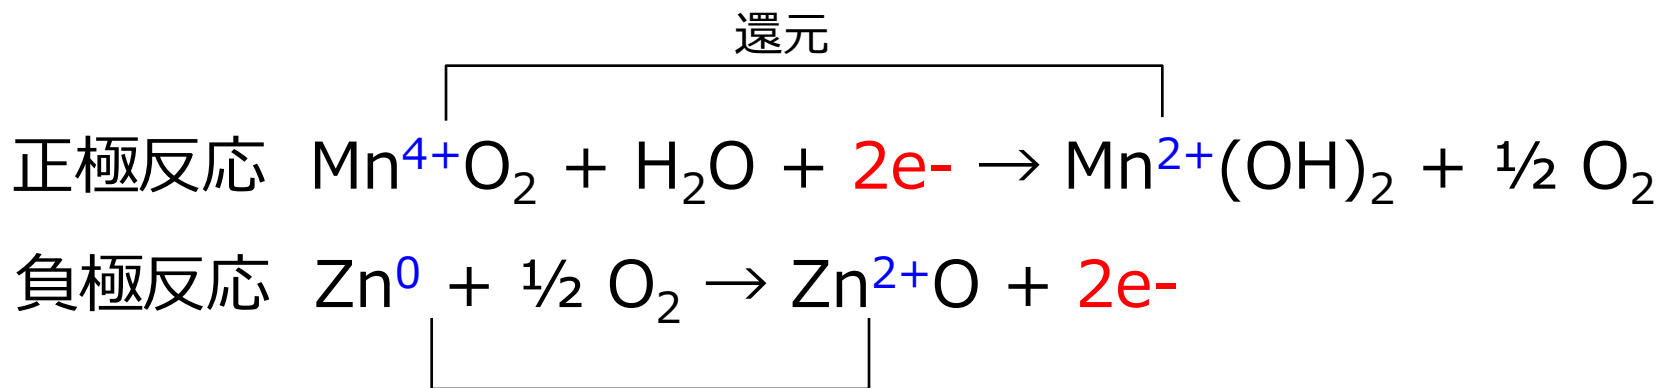 還元
正極反応 Mn⁴⁺O₂ + H₂O + 2e- → Mn²⁺(OH)₂ + ½ O₂
負極反応 Zn⁰ + ½ O₂ → Zn²⁺O + 2e-